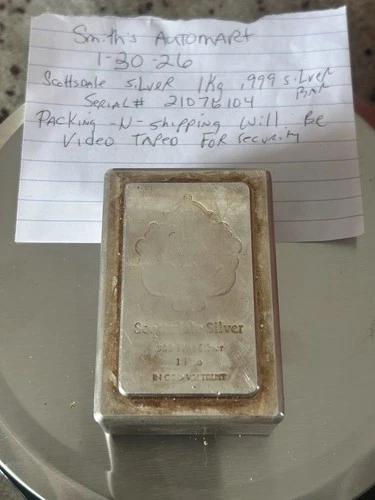 Smith's AUTOMART
1-30-26
Scottsdale silver 1Kg .999 silver Bar
SERIAL# 21076104
PACKING -N- shipping will Be
Video TAPED FOR security
Scottsdale Silver
1 Kilo
IN GOD WE TRUST